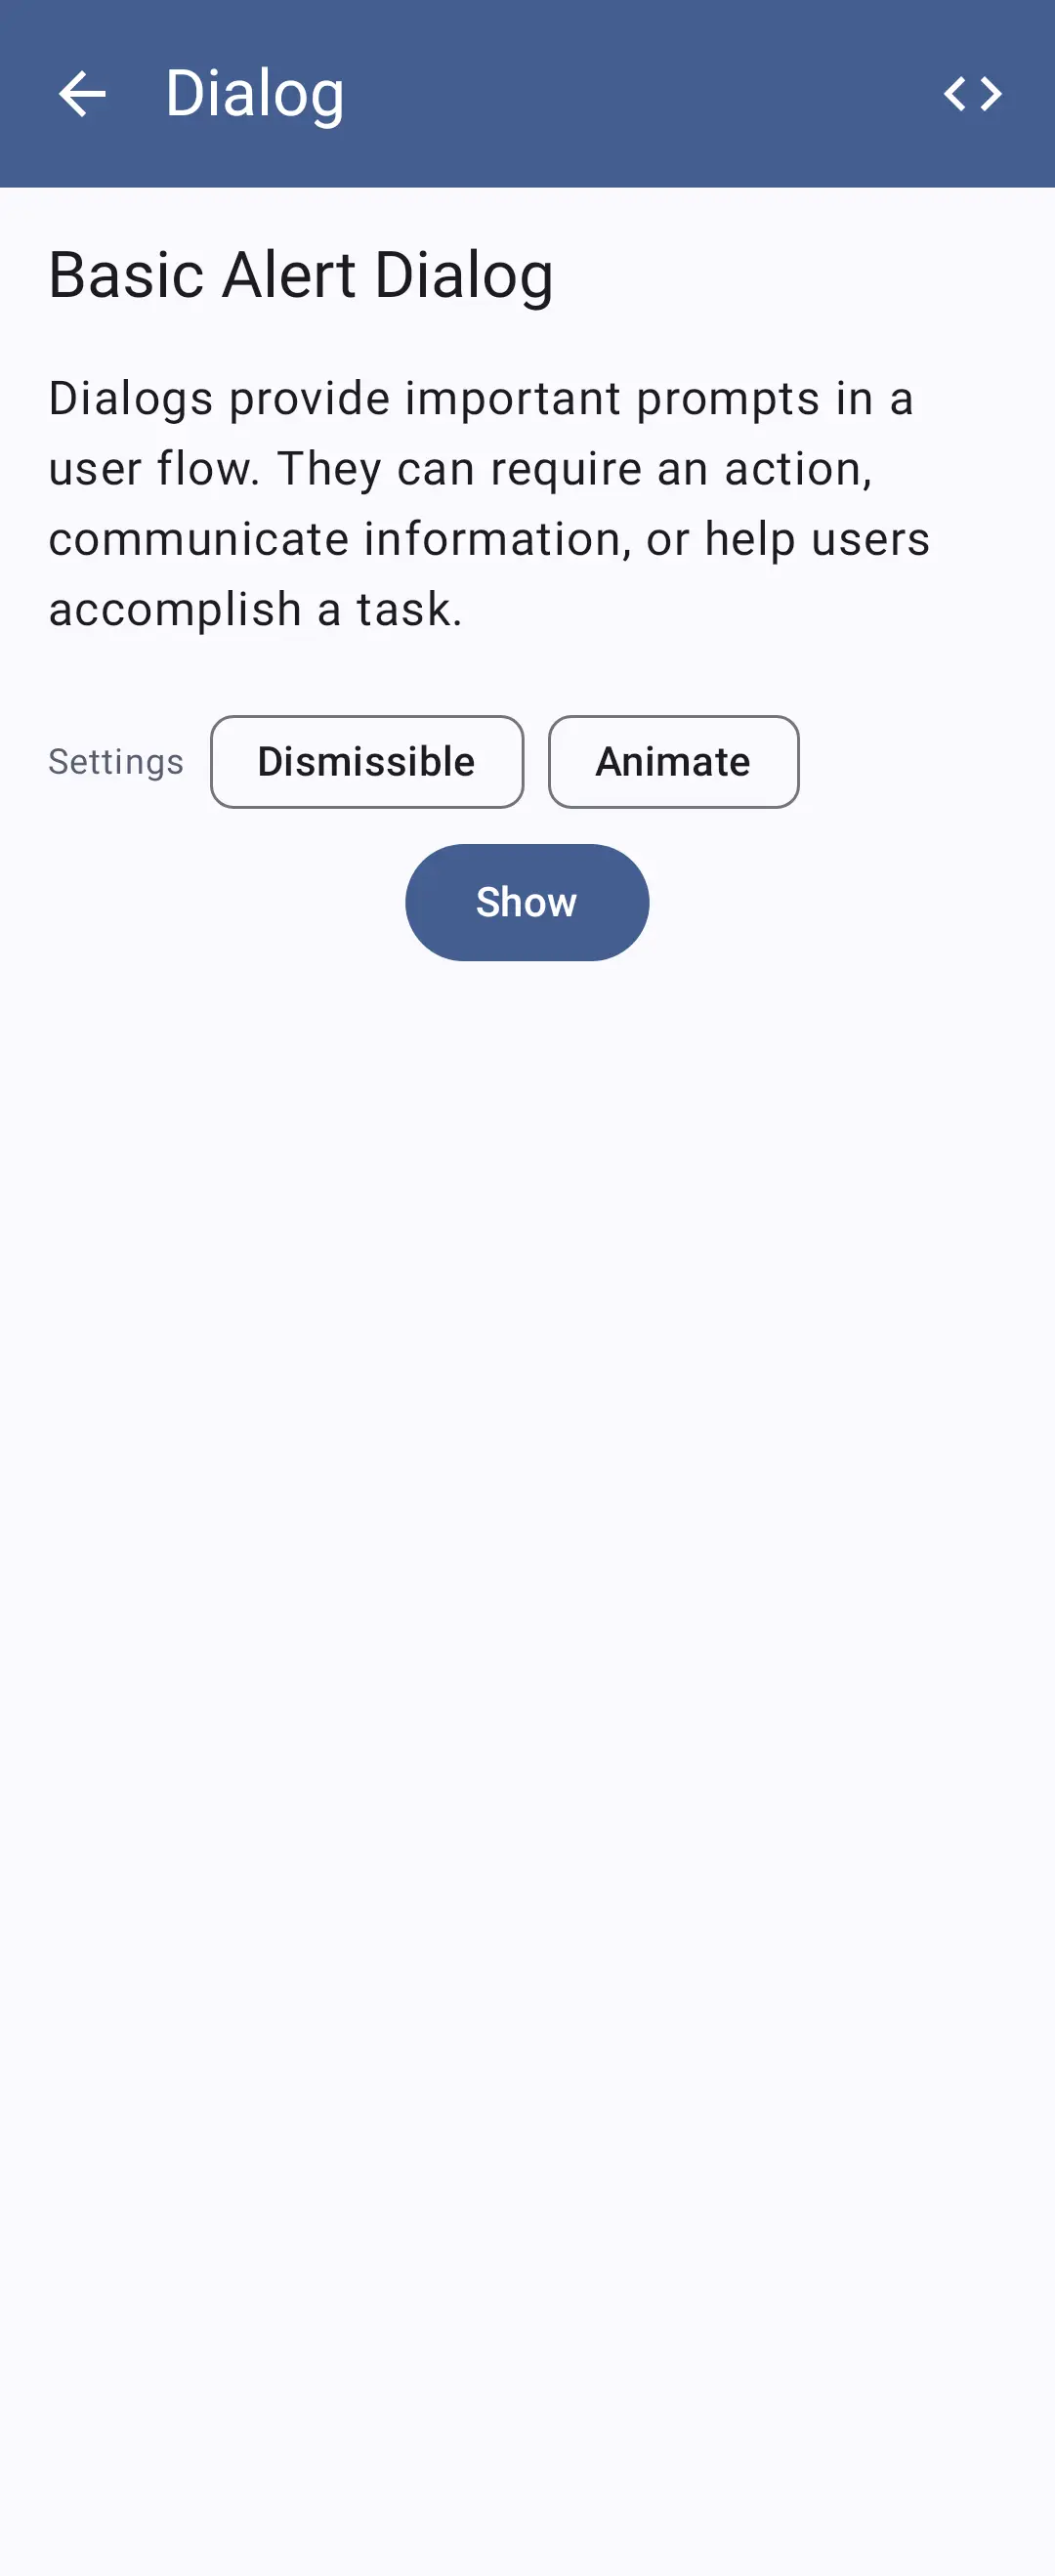 Dialog
Basic Alert Dialog
Dialogs provide important prompts in a
user flow. They can require an action,
communicate information, or help users
accomplish a task.
Settings Dismissible Animate
Show